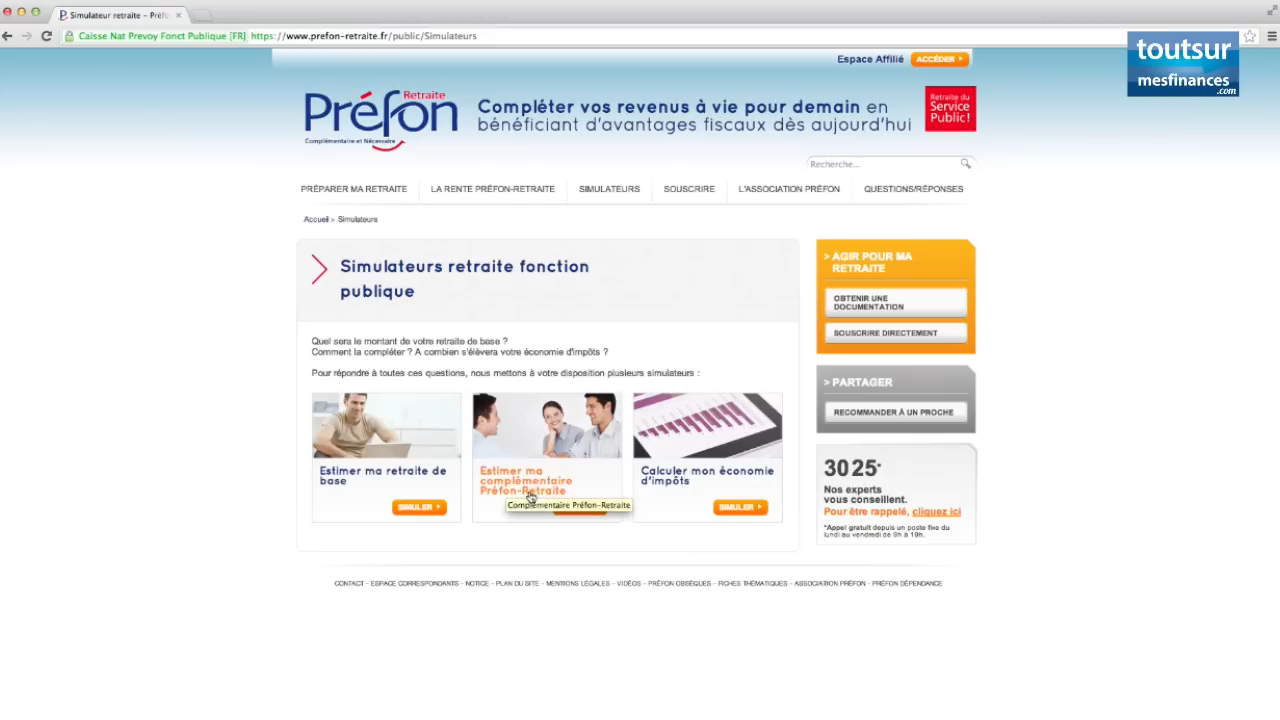 Simulateur retraite – Préfo
Caisse Nat Prevoy Fonct Publique [FR] https://www.prefon-retraite.fr/public/Simulateurs
toutsur
mesfinances
.com
Espace Affilié ACCÉDER
Retraite
Préfon
Complémentaire et Nécessaire
Compléter vos revenus à vie pour demain en
bénéficiant d'avantages fiscaux dès aujourd'hui
Retraite du
Service
Public!
Recherche...
PRÉPARER MA RETRAITE LA RENTE PRÉFON-RETRAITE SIMULATEURS SOUSCRIRE L'ASSOCIATION PRÉFON QUESTIONS/RÉPONSES
Accueil > Simulateurs
Simulateurs retraite fonction
publique
Quel sera le montant de votre retraite de base ?
Comment la compléter ? A combien s'élèvera votre économie d'impôts ?
Pour répondre à toutes ces questions, nous mettons à votre disposition plusieurs simulateurs :
Estimer ma retraite de
base
SIMULER
Estimer ma
complémentaire
Préfon-Retraite
Complémentaire Préfon-Retraite
Calculer mon économie
d'impôts
SIMULER
> AGIR POUR MA
RETRAITE
OBTENIR UNE
DOCUMENTATION
SOUSCRIRE DIRECTEMENT
> PARTAGER
RECOMMANDER À UN PROCHE
3025*
Nos experts
vous conseillent.
Pour être rappelé, cliquez ici
*Appel gratuit depuis un poste fixe du
lundi au vendredi de 9h à 19h.
CONTACT - ESPACE CORRESPONDANTS - NOTICE - PLAN DU SITE - MENTIONS LÉGALES - VIDÉOS - PRÉFON OBSÈQUES - FICHES THÉMATIQUES - ASSOCIATION PRÉFON - PRÉFON DÉPENDANCE